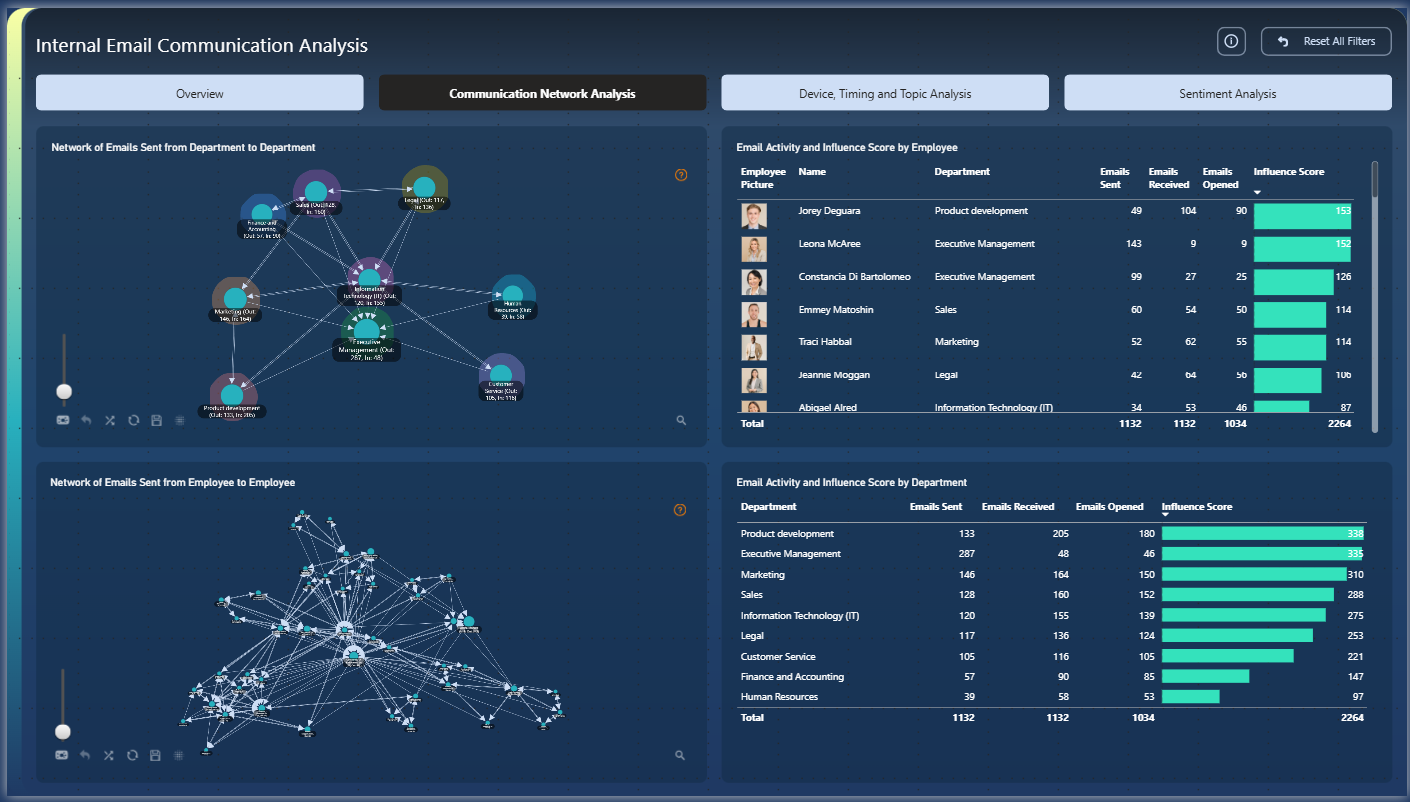 Internal Email Communication Analysis
Reset All Filters
Overview
Communication Network Analysis
Device, Timing and Topic Analysis
Sentiment Analysis
Network of Emails Sent from Department to Department
Sales (Out: 128,
In: 160)
Legal (Out: 117,
In: 136)
Finance and
Accounting
(Out: 57, In: 90)
Information
Technology (IT) (Out:
120, In: 155)
Marketing (Out:
146, In: 164)
Human
Resources (Out:
39, In: 58)
Executive
Management (Out:
287, In: 48)
Customer
Service (Out:
105, In: 116)
Product development
(Out: 133, In: 205)
Email Activity and Influence Score by Employee
Employee Picture Name Department Emails Sent Emails Received Emails Opened Influence Score
Jorey Deguara Product development 49 104 90 153
Leona McAree Executive Management 143 9 9 152
Constancia Di Bartolomeo Executive Management 99 27 25 126
Emmey Matoshin Sales 60 54 50 114
Traci Habbal Marketing 52 62 55 114
Jeannie Moggan Legal 42 64 56 106
Abigael Alred Information Technology (IT) 34 53 46 87
Total 1132 1132 1034 2264
Network of Emails Sent from Employee to Employee
Email Activity and Influence Score by Department
Department Emails Sent Emails Received Emails Opened Influence Score
Product development 133 205 180 338
Executive Management 287 48 46 335
Marketing 146 164 150 310
Sales 128 160 152 288
Information Technology (IT) 120 155 139 275
Legal 117 136 124 253
Customer Service 105 116 105 221
Finance and Accounting 57 90 85 147
Human Resources 39 58 53 97
Total 1132 1132 1034 2264